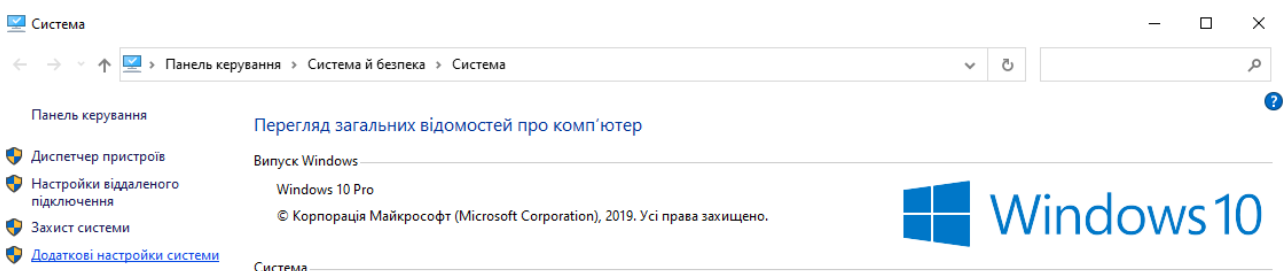 Система
Панель керування › Система й безпека › Система
Панель керування
Диспетчер пристроїв
Настройки віддаленого
підключення
Захист системи
Додаткові настройки системи
Перегляд загальних відомостей про комп’ютер
Випуск Windows
Windows 10 Pro
© Корпорація Майкрософт (Microsoft Corporation), 2019. Усі права захищено.
Windows 10
Система